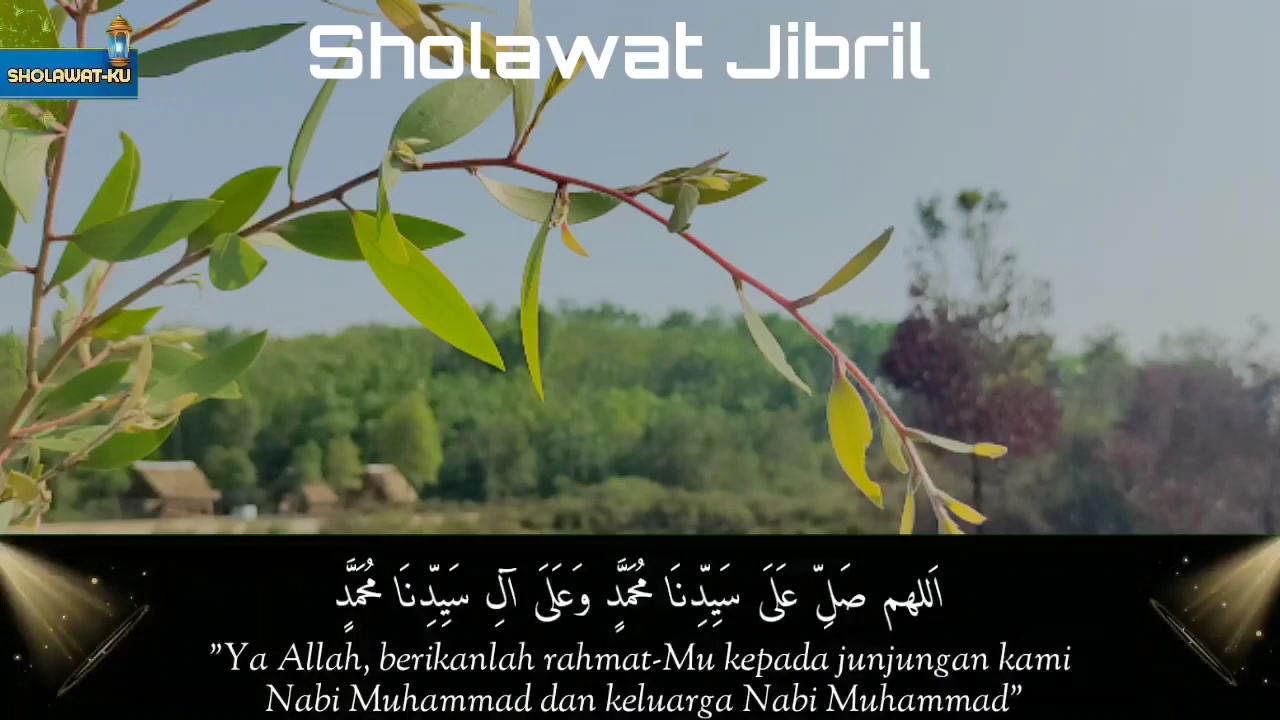 Sholawat Jibril
SHOLAWAT-KU
اَللهم صَلِّ عَلَى سَيِّدِنَا مُحَمَّدٍ وَعَلَى آلِ سَيِّدِنَا مُحَمَّدٍ
"Ya Allah, berikanlah rahmat-Mu kepada junjungan kami
Nabi Muhammad dan keluarga Nabi Muhammad"